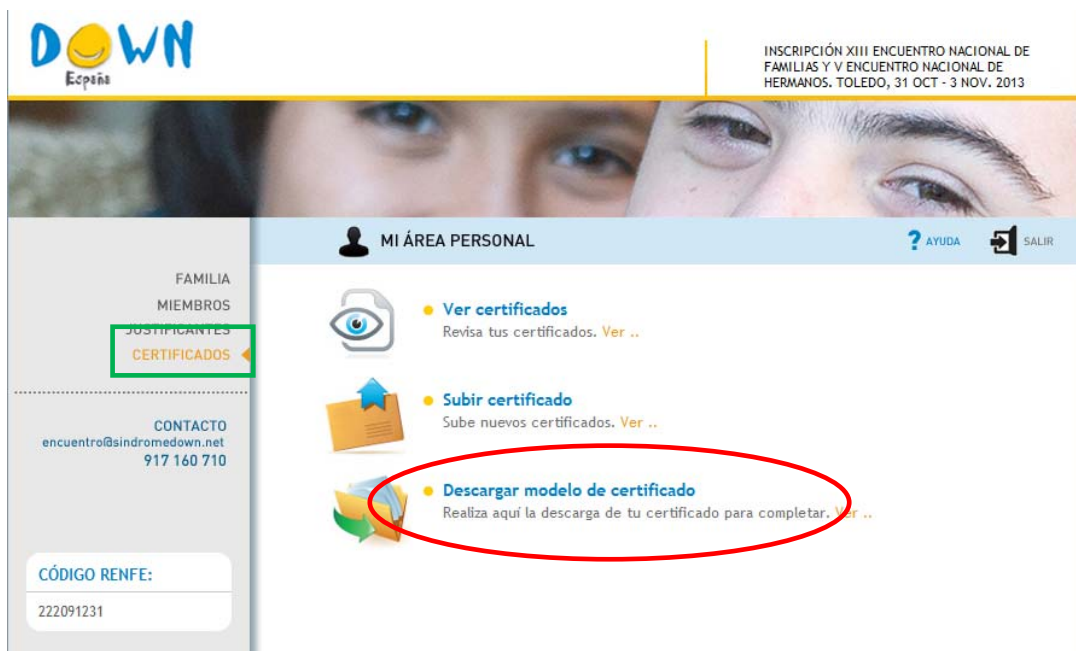 DOWN
España
INSCRIPCIÓN XIII ENCUENTRO NACIONAL DE
FAMILIAS Y V ENCUENTRO NACIONAL DE
HERMANOS. TOLEDO, 31 OCT - 3 NOV. 2013
MI ÁREA PERSONAL
? AYUDA
SALIR
FAMILIA
MIEMBROS
JUSTIFICANTES
CERTIFICADOS
CONTACTO
encuentro@sindromedown.net
917 160 710
CÓDIGO RENFE:
222091231
Ver certificados
Revisa tus certificados. Ver ..
Subir certificado
Sube nuevos certificados. Ver ..
Descargar modelo de certificado
Realiza aquí la descarga de tu certificado para completar. Ver ..